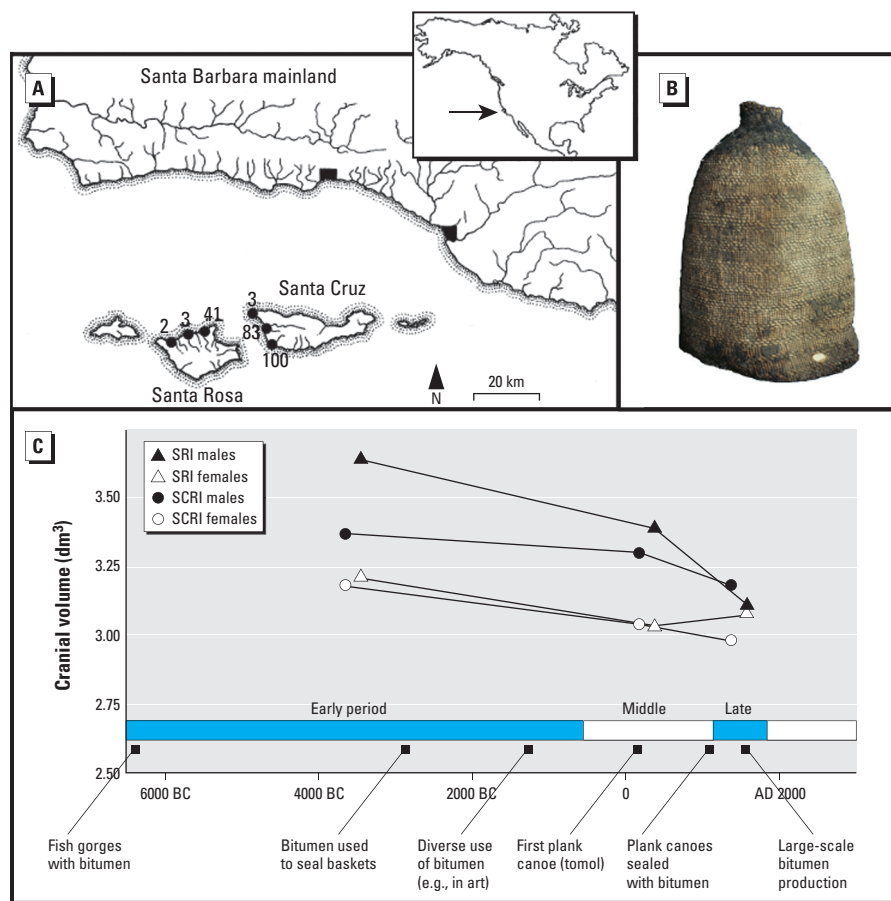 A
Santa Barbara mainland
B
Santa Cruz
3
2
3
41
83
100
Santa Rosa
N
20 km
C
SRI males
SRI females
SCRI males
SCRI females
Cranial volume (dm³)
3.50
3.25
3.00
2.75
2.50
Early period
Middle
Late
6000 BC
4000 BC
2000 BC
0
AD 2000
Fish gorges
with bitumen
Bitumen used
to seal baskets
Diverse use
of bitumen
(e.g., in art)
First plank
canoe (tomol)
Plank canoes
sealed
with bitumen
Large-scale
bitumen
production